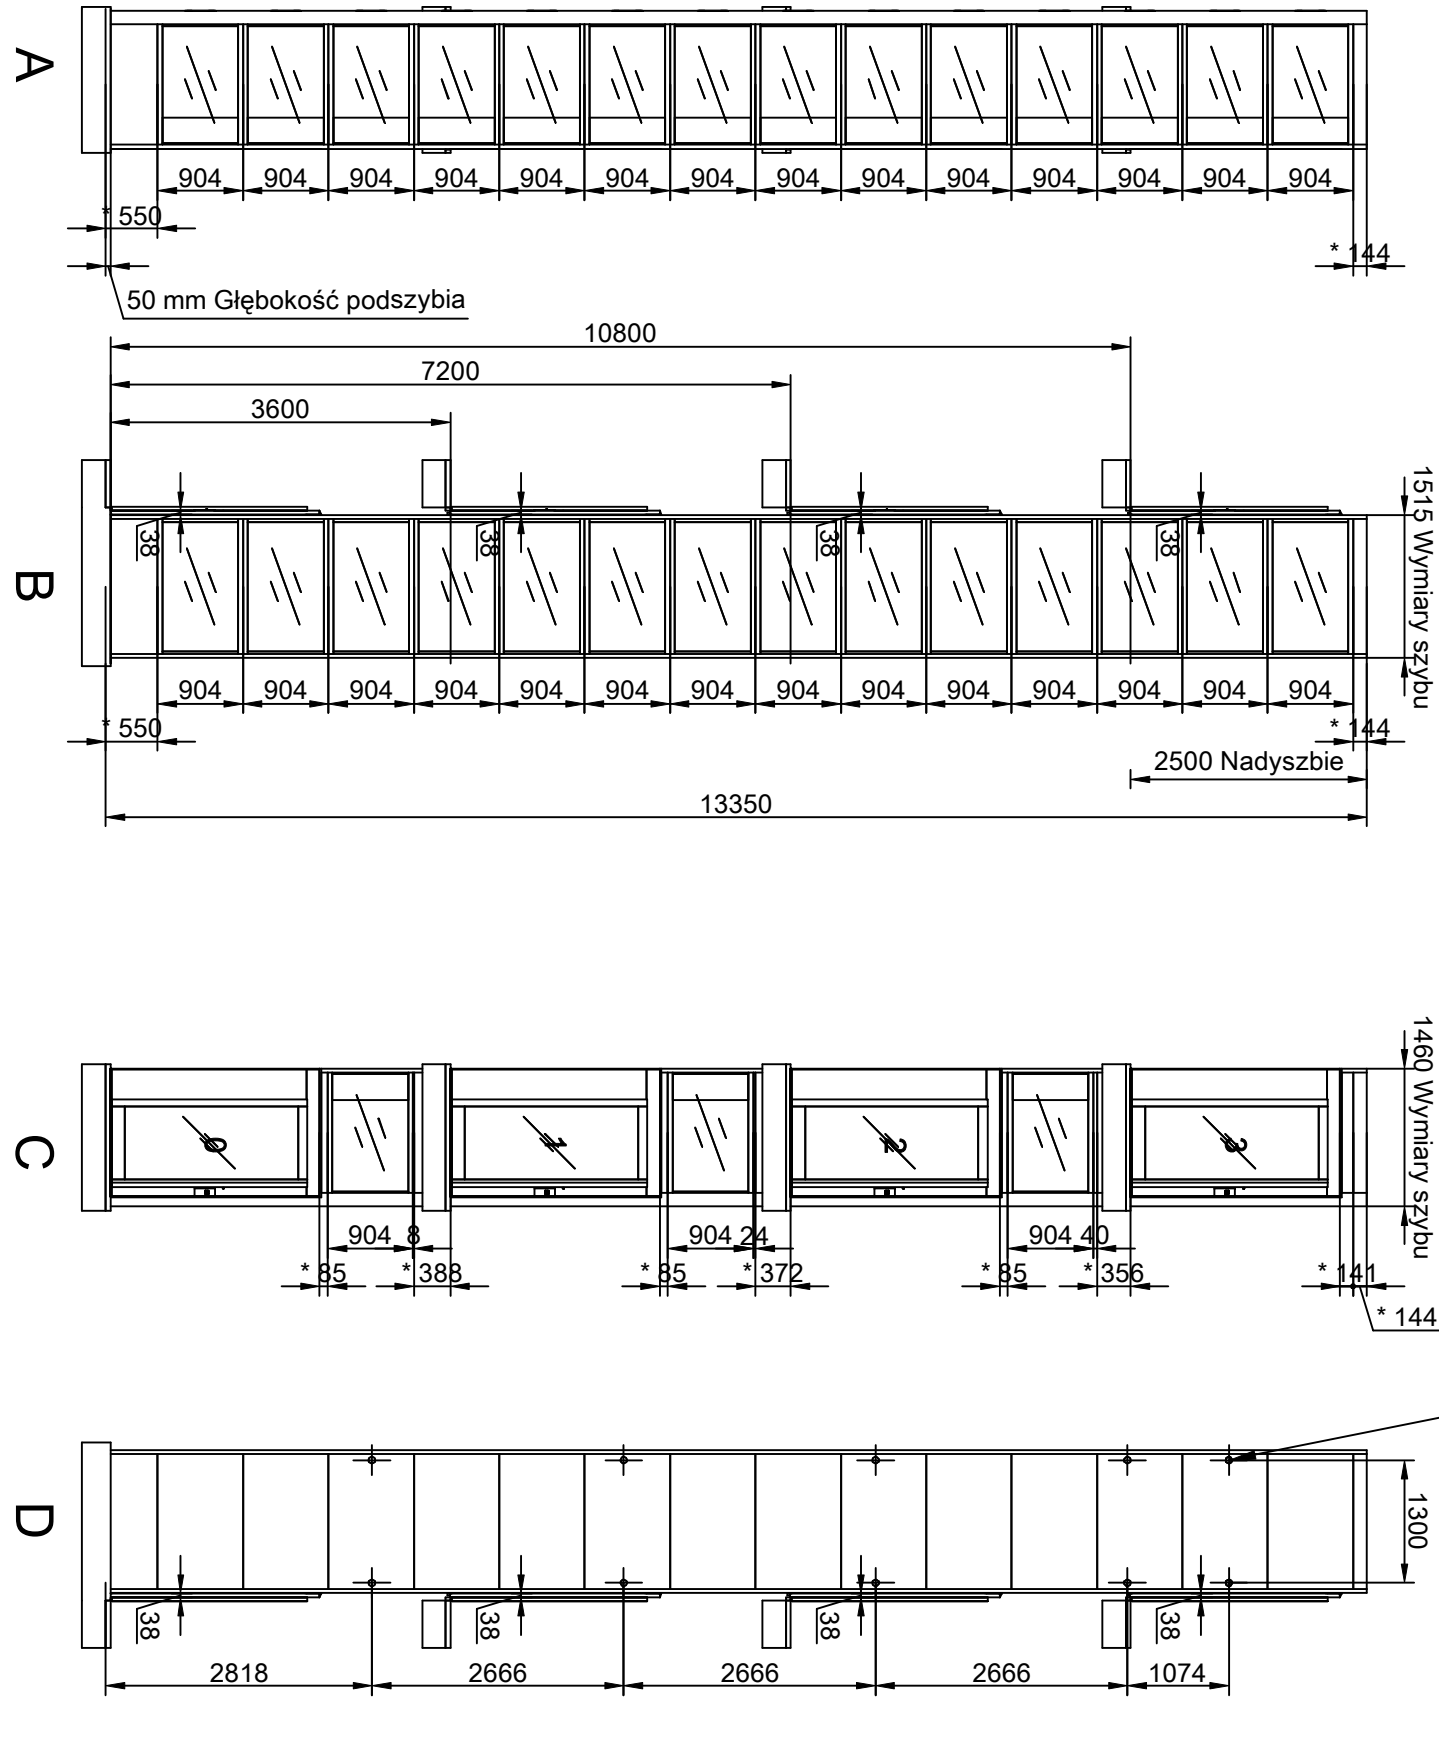 A
904 904 904 904 904 904 904 904 904 904 904 904 904 904
* 550
* 144
50 mm Głębokość podszybia
10800
7200
3600
1515 Wymiary szybu
38 38 38 38
B
904 904 904 904 904 904 904 904 904 904 904 904 904 904
* 550
* 144
2500 Nadyszbie
13350
1460 Wymiary szybu
C
0 1 2 3
904 8 904 24 904 40
* 85 * 388 * 85 * 372 * 85 * 356 * 141
* 144
D
1300
38 38 38 38
2818 2666 2666 2666 1074